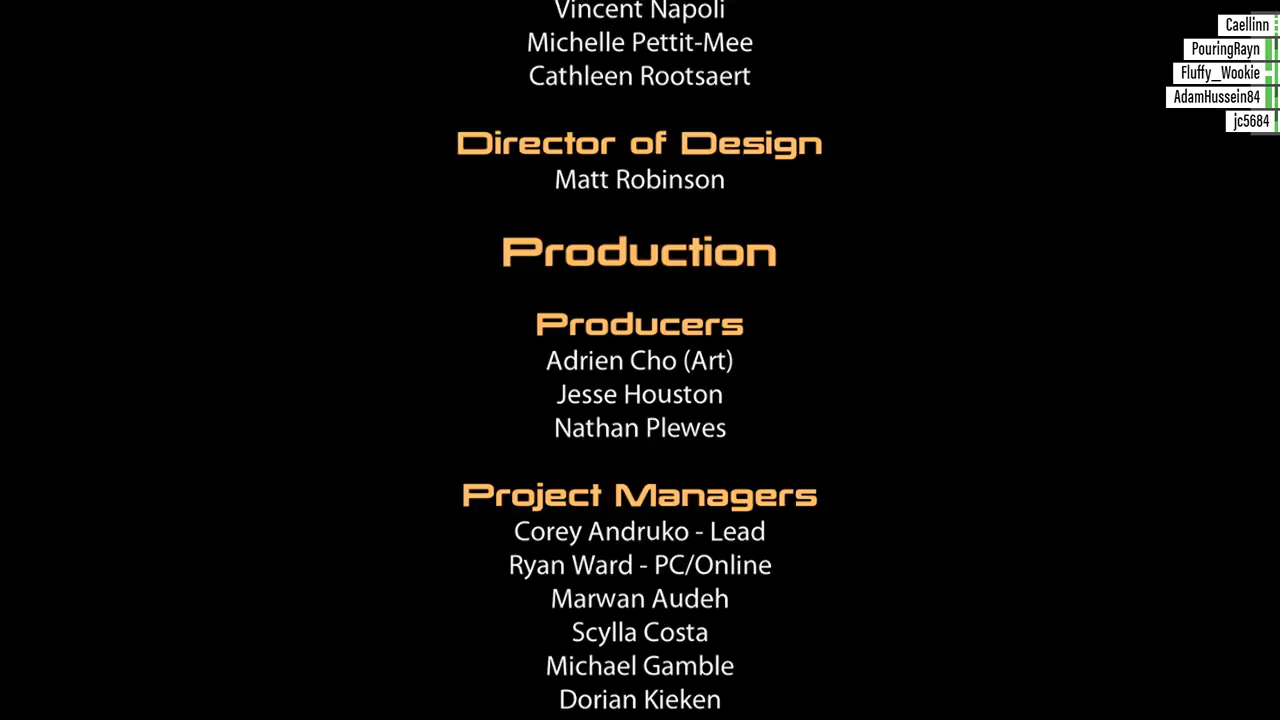 Vincent Napoli
Michelle Pettit-Mee
Cathleen Rootsaert
Director of Design
Matt Robinson
Production
Producers
Adrien Cho (Art)
Jesse Houston
Nathan Plewes
Project Managers
Corey Andruko - Lead
Ryan Ward - PC/Online
Marwan Audeh
Scylla Costa
Michael Gamble
Dorian Kieken
Caellinn
PouringRayn
Fluffy_Wookie
AdamHussein84
jc5684